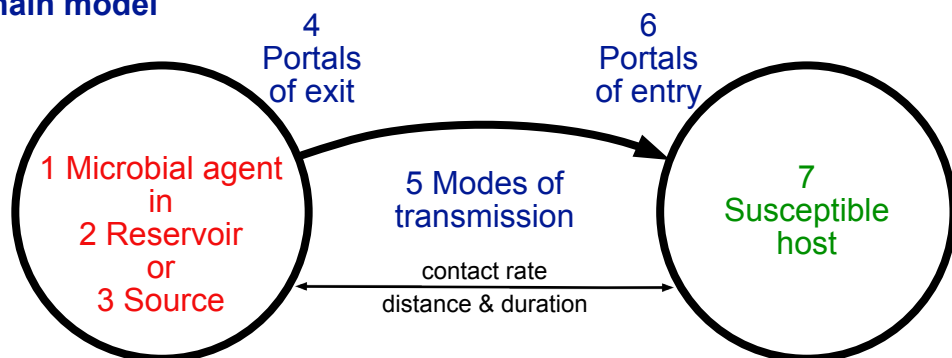 main model
4
Portals
of exit
6
Portals
of entry
1 Microbial agent
in
2 Reservoir
or
3 Source
5 Modes of
transmission
contact rate
distance & duration
7
Susceptible
host